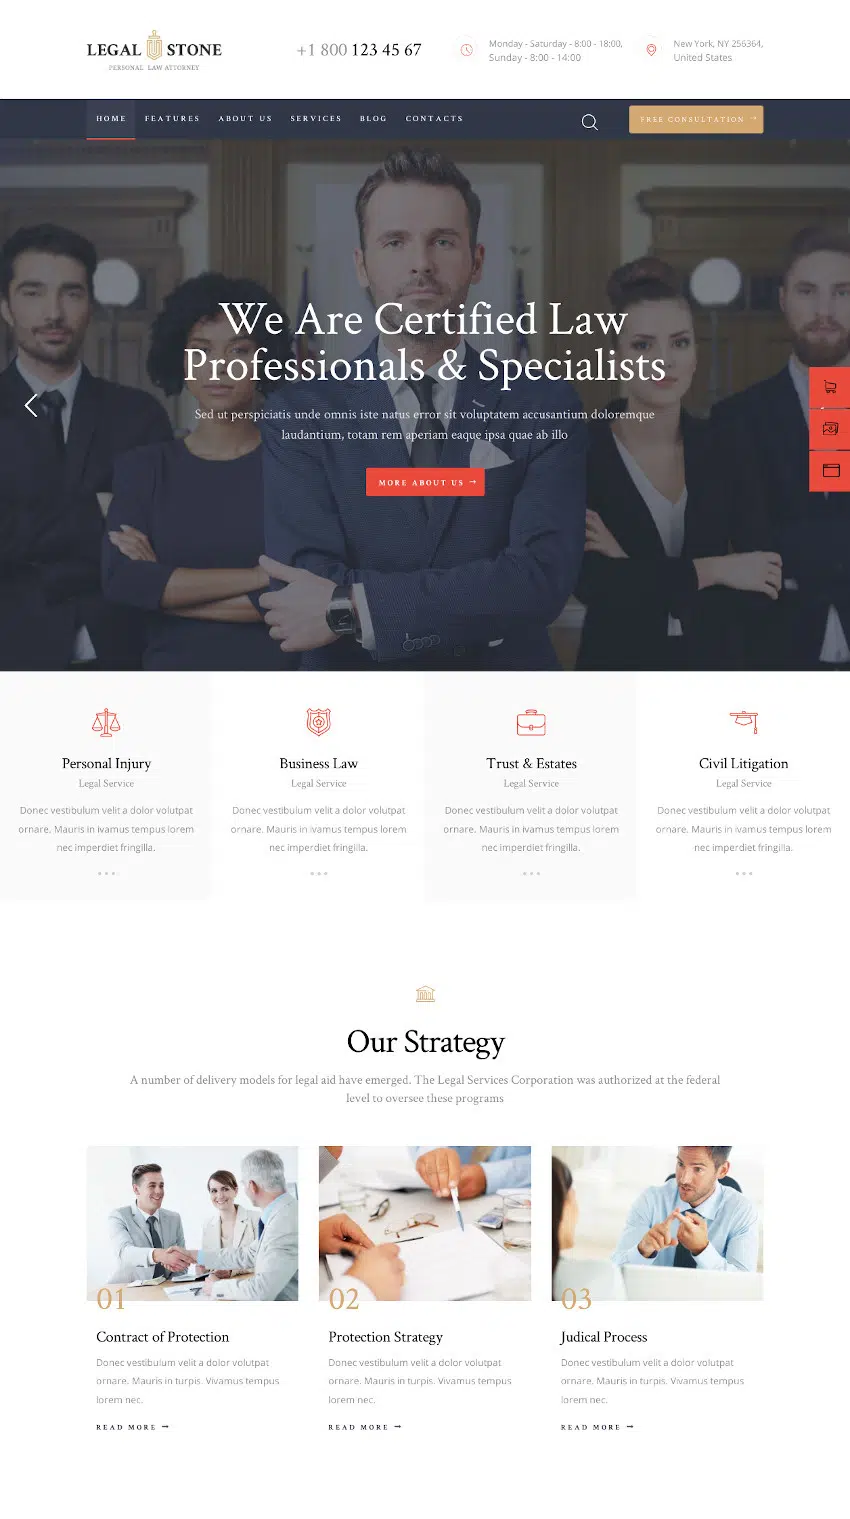 LEGAL STONE
PERSONAL LAW ATTORNEY
+1 800 123 45 67
Monday - Saturday - 8:00 - 18:00,
Sunday - 8:00 - 14:00
New York, NY 256364,
United States
HOME FEATURES ABOUT US SERVICES BLOG CONTACTS
FREE CONSULTATION →
We Are Certified Law
Professionals & Specialists
Sed ut perspiciatis unde omnis iste natus error sit voluptatem accusantium doloremque
laudantium, totam rem aperiam eaque ipsa quae ab illo
MORE ABOUT US →
Personal Injury
Legal Service
Donec vestibulum velit a dolor volutpat
ornare. Mauris in ivamus tempus lorem
nec imperdiet fringilla.
Business Law
Legal Service
Donec vestibulum velit a dolor volutpat
ornare. Mauris in ivamus tempus lorem
nec imperdiet fringilla.
Trust & Estates
Legal Service
Donec vestibulum velit a dolor volutpat
ornare. Mauris in ivamus tempus lorem
nec imperdiet fringilla.
Civil Litigation
Legal Service
Donec vestibulum velit a dolor volutpat
ornare. Mauris in ivamus tempus lorem
nec imperdiet fringilla.
Our Strategy
A number of delivery models for legal aid have emerged. The Legal Services Corporation was authorized at the federal
level to oversee these programs
01
Contract of Protection
Donec vestibulum velit a dolor volutpat
ornare. Mauris in turpis. Vivamus tempus
lorem nec.
READ MORE →
02
Protection Strategy
Donec vestibulum velit a dolor volutpat
ornare. Mauris in turpis. Vivamus tempus
lorem nec.
READ MORE →
03
Judical Process
Donec vestibulum velit a dolor volutpat
ornare. Mauris in turpis. Vivamus tempus
lorem nec.
READ MORE →